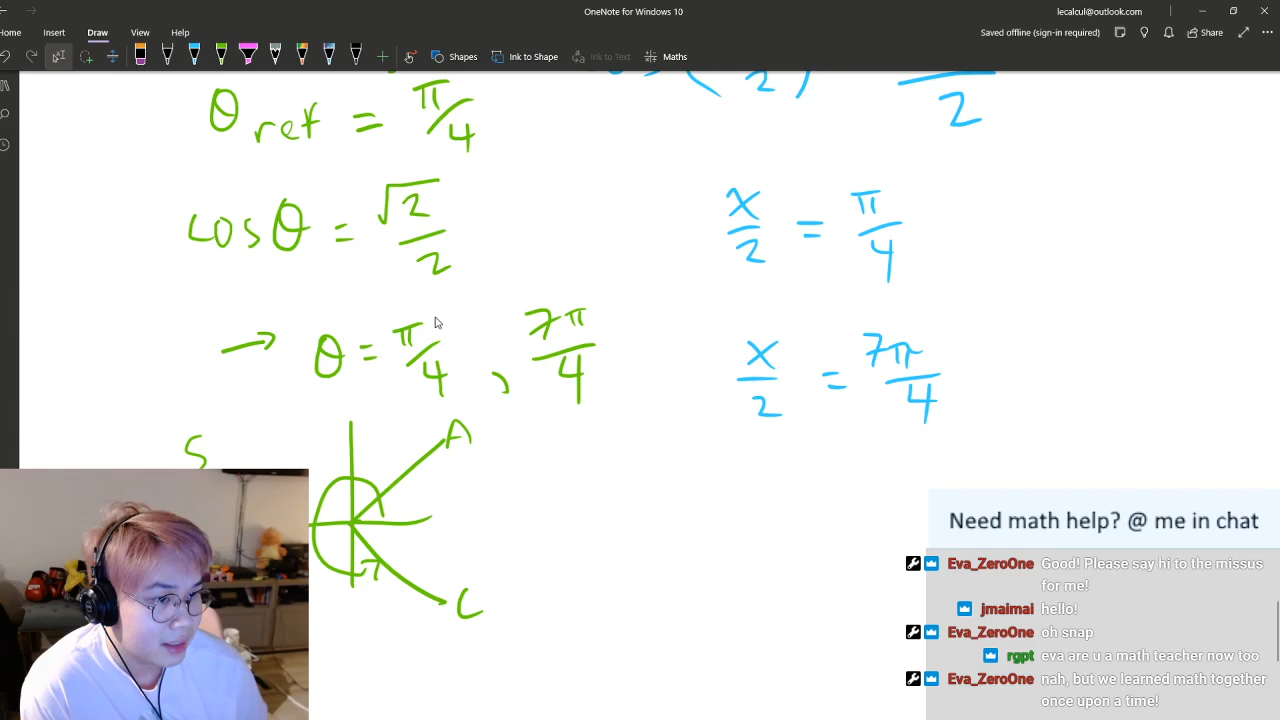 OneNote for Windows 10
lecalcul@outlook.com
Home Insert Draw View Help
Saved offline (sign-in required)
Share
Shapes
Ink to Shape
Ink to Text
Maths
θ ref = π/4
2
2
cosθ = √2/2
x/2 = π/4
→ θ = π/4 , 7π/4
x/2 = 7π/4
S
A
C
Need math help? @ me in chat
Eva_ZeroOne Good! Please say hi to the missus
for me!
jmaimai hello!
Eva_ZeroOne oh snap
rgpt eva are u a math teacher now too
Eva_ZeroOne nah, but we learned math together
once upon a time!